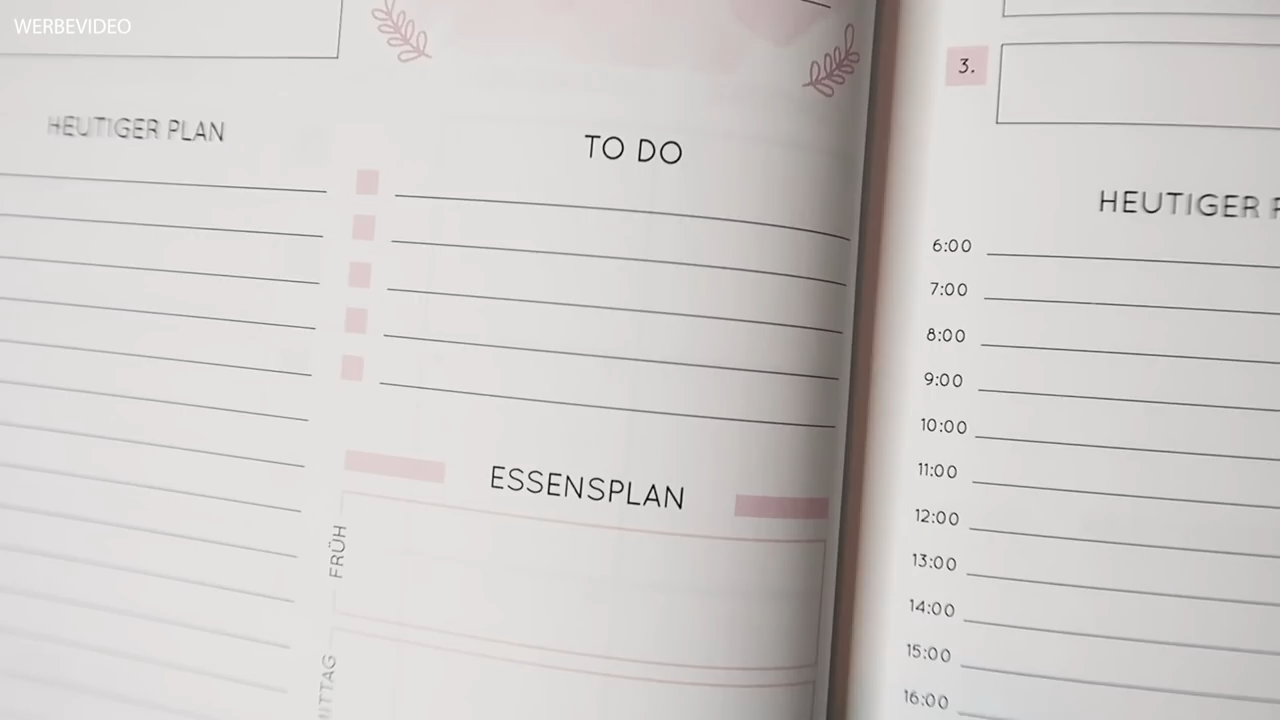 WERBEVIDEO
HEUTIGER PLAN
TO DO
ESSENSPLAN
FRÜH
3.
HEUTIGER
6:00
7:00
8:00
9:00
10:00
11:00
12:00
13:00
14:00
15:00
16:00